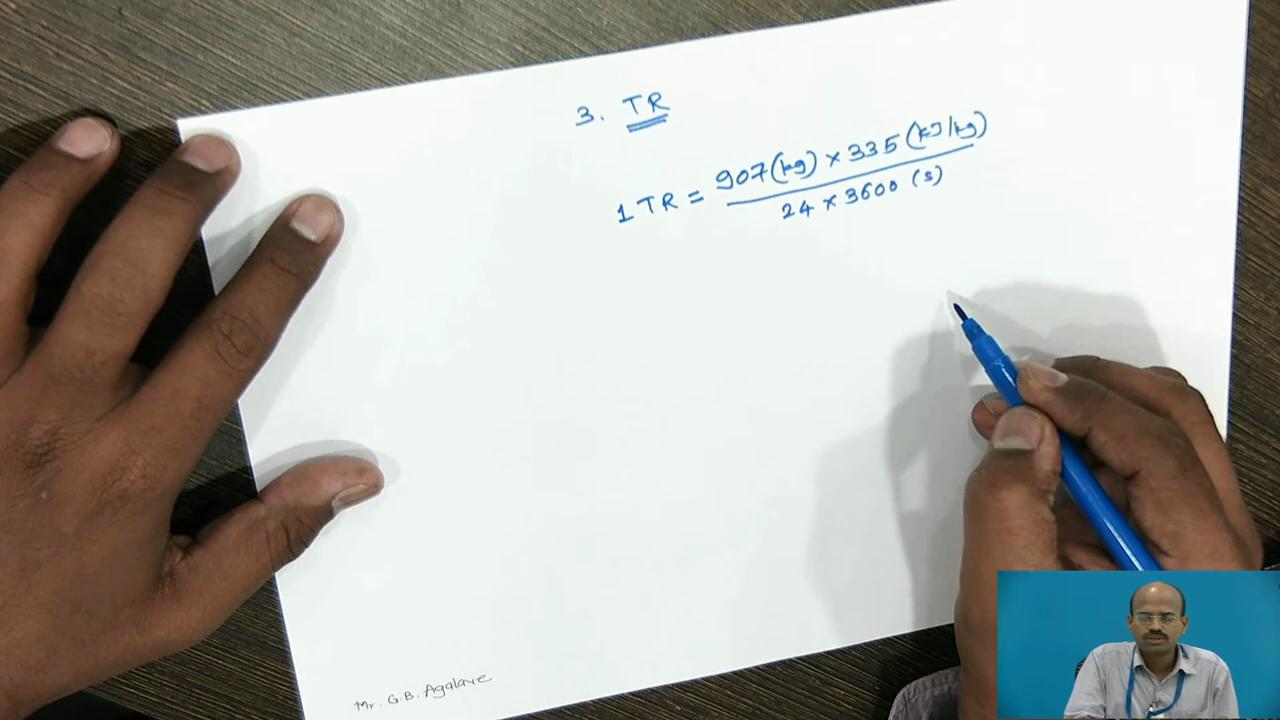 3. TR
1 TR = 907(kg) × 335 (kJ/kg)
24 × 3600 (s)
Mr. G.B. Agalave